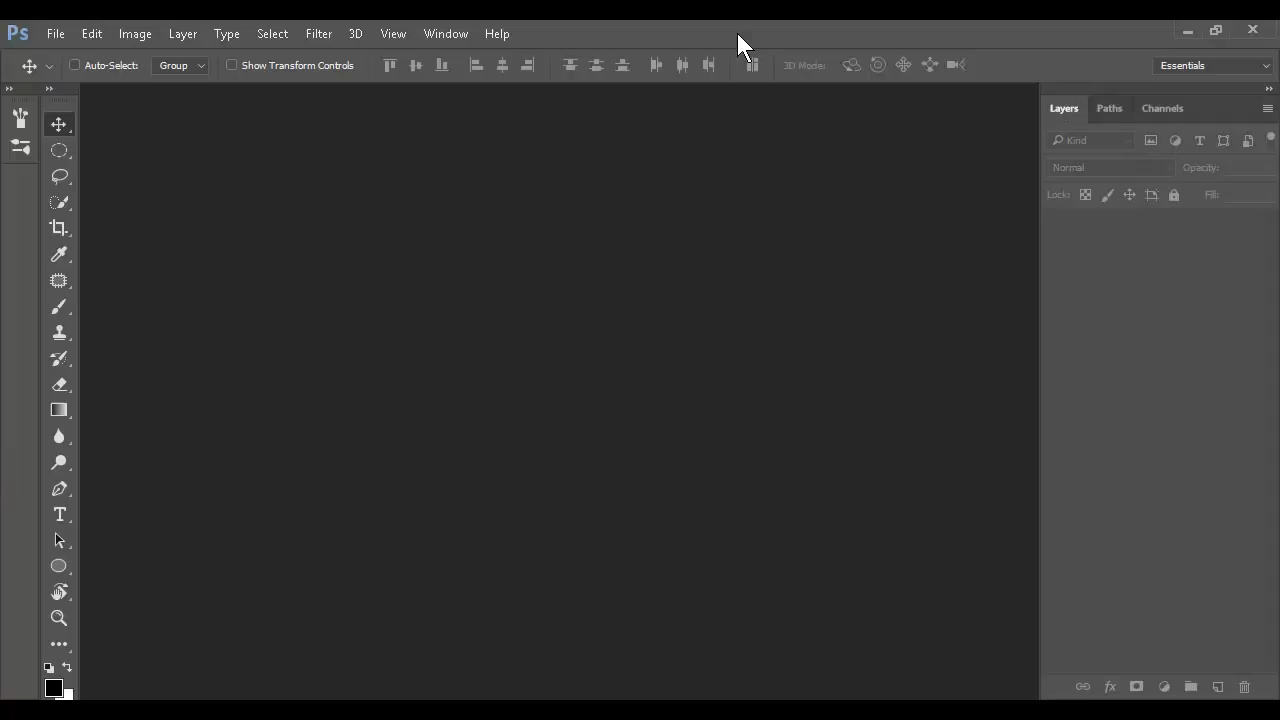 Ps File Edit Image Layer Type Select Filter 3D View Window Help
Auto-Select: Group Show Transform Controls 3D Mode: Essentials
Layers Paths Channels
Kind
Normal Opacity:
Lock: Fill: